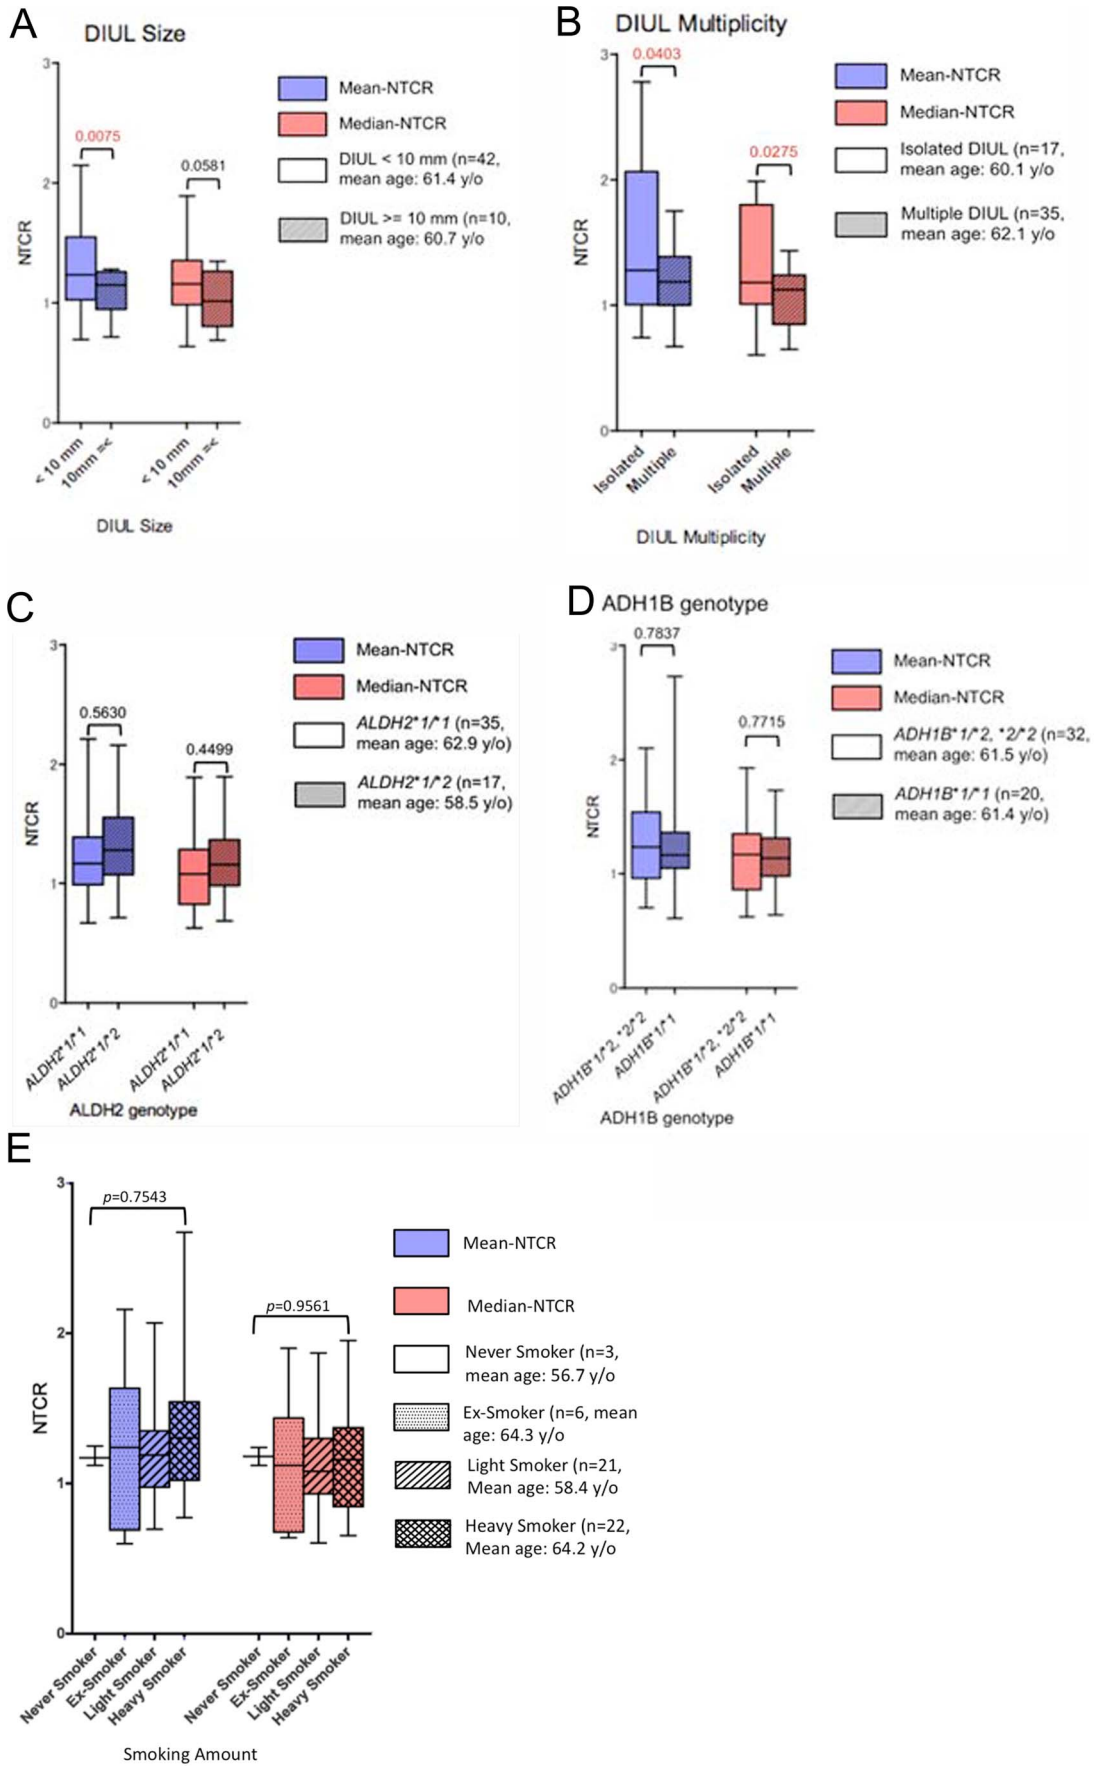 A
DIUL Size
3
2
1
0
NTCR
0.0075
0.0581
Mean-NTCR
Median-NTCR
DIUL < 10 mm (n=42,
mean age: 61.4 y/o
DIUL >= 10 mm (n=10,
mean age: 60.7 y/o
< 10 mm
10mm =<
< 10 mm
10mm =<
DIUL Size
B
DIUL Multiplicity
3
2
1
0
NTCR
0.0403
0.0275
Mean-NTCR
Median-NTCR
Isolated DIUL (n=17,
mean age: 60.1 y/o
Multiple DIUL (n=35,
mean age: 62.1 y/o
Isolated
Multiple
Isolated
Multiple
DIUL Multiplicity
C
3
2
1
0
NTCR
0.5630
0.4499
Mean-NTCR
Median-NTCR
ALDH2*1/*1 (n=35,
mean age: 62.9 y/o)
ALDH2*1/*2 (n=17,
mean age: 58.5 y/o)
ALDH2*1/*1
ALDH2*1/*2
ALDH2*1/*1
ALDH2*1/*2
ALDH2 genotype
D
ADH1B genotype
3
2
1
0
NTCR
0.7837
0.7715
Mean-NTCR
Median-NTCR
ADH1B*1/*2, *2/*2 (n=32,
mean age: 61.5 y/o)
ADH1B*1/*1 (n=20,
mean age: 61.4 y/o)
ADH1B*1/*2, *2/*2
ADH1B*1/*1
ADH1B*1/*2, *2/*2
ADH1B*1/*1
ADH1B genotype
E
3
2
1
0
NTCR
p=0.7543
p=0.9561
Mean-NTCR
Median-NTCR
Never Smoker (n=3,
mean age: 56.7 y/o
Ex-Smoker (n=6, mean
age: 64.3 y/o
Light Smoker (n=21,
Mean age: 58.4 y/o
Heavy Smoker (n=22,
Mean age: 64.2 y/o
Never Smoker
Ex-Smoker
Light Smoker
Heavy Smoker
Never Smoker
Ex-Smoker
Light Smoker
Heavy Smoker
Smoking Amount